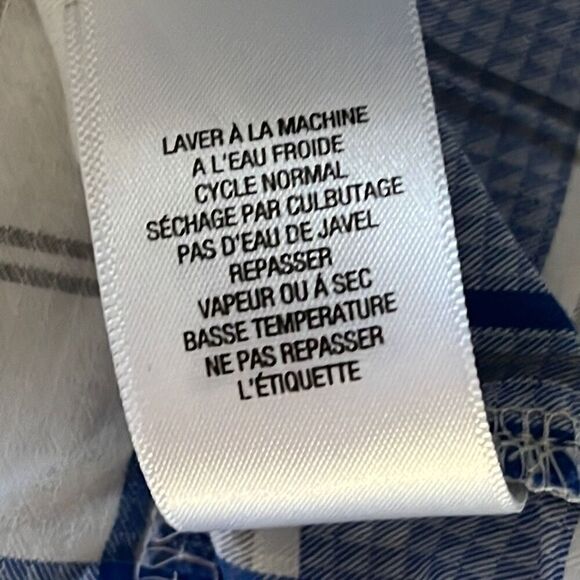 LAVER À LA MACHINE
A L'EAU FROIDE
CYCLE NORMAL
SÉCHAGE PAR CULBUTAGE
PAS D'EAU DE JAVEL
REPASSER
VAPEUR OU Á SEC
BASSE TEMPERATURE
NE PAS REPASSER
L'ÉTIQUETTE